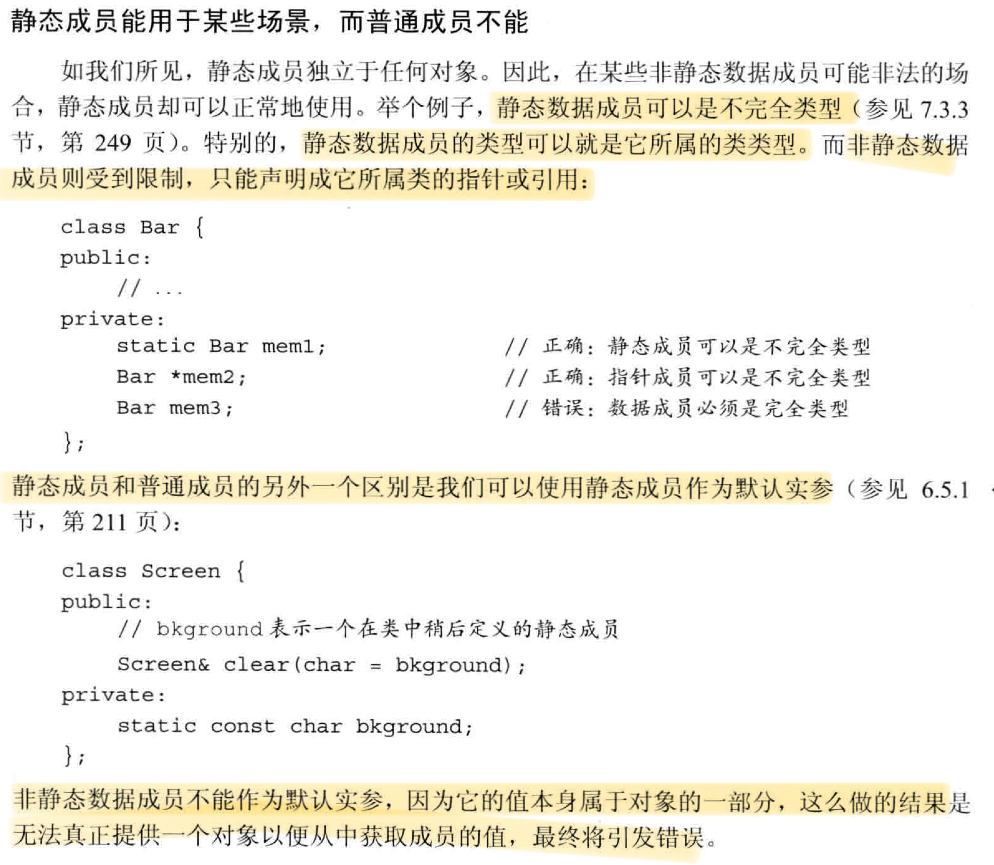 静态成员能用于某些场景，而普通成员不能
如我们所见，静态成员独立于任何对象。因此，在某些非静态数据成员可能非法的场
合，静态成员却可以正常地使用。举个例子，静态数据成员可以是不完全类型（参见 7.3.3
节，第 249 页）。特别的，静态数据成员的类型可以就是它所属的类类型。而非静态数据
成员则受到限制，只能声明成它所属类的指针或引用：
class Bar {
public:
// ...
private:
static Bar mem1; // 正确：静态成员可以是不完全类型
Bar *mem2; // 正确：指针成员可以是不完全类型
Bar mem3; // 错误：数据成员必须是完全类型
};
静态成员和普通成员的另外一个区别是我们可以使用静态成员作为默认实参（参见 6.5.1
节，第 211 页）：
class Screen {
public:
// bkground 表示一个在类中稍后定义的静态成员
Screen& clear(char = bkground);
private:
static const char bkground;
};
非静态数据成员不能作为默认实参，因为它的值本身属于对象的一部分，这么做的结果是
无法真正提供一个对象以便从中获取成员的值，最终将引发错误。